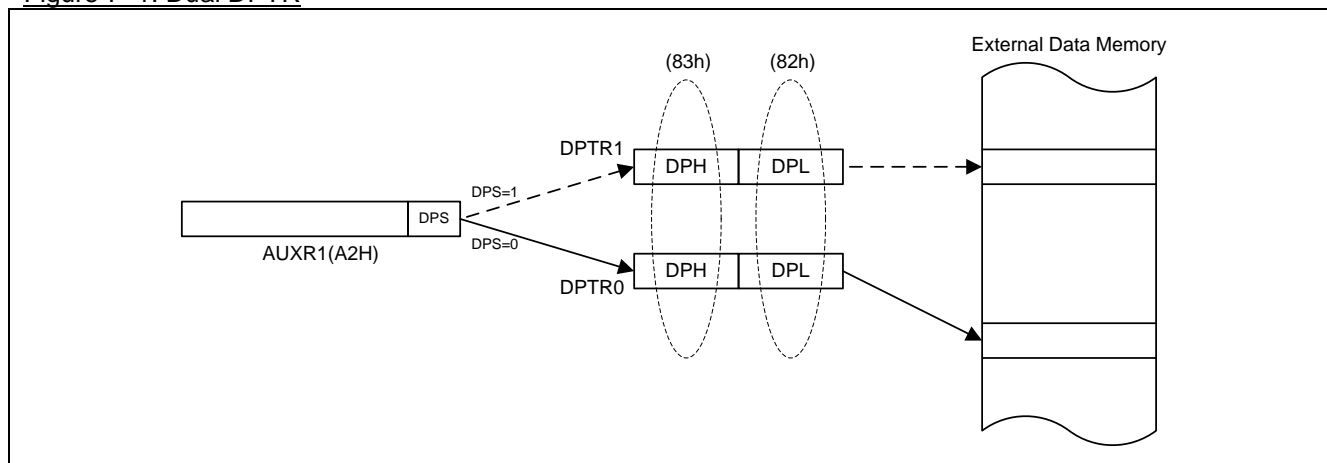 External Data Memory
(83h) (82h)
DPTR1 DPH DPL
DPS=1
DPS
DPS=0
AUXR1(A2H)
DPH DPL
DPTR0